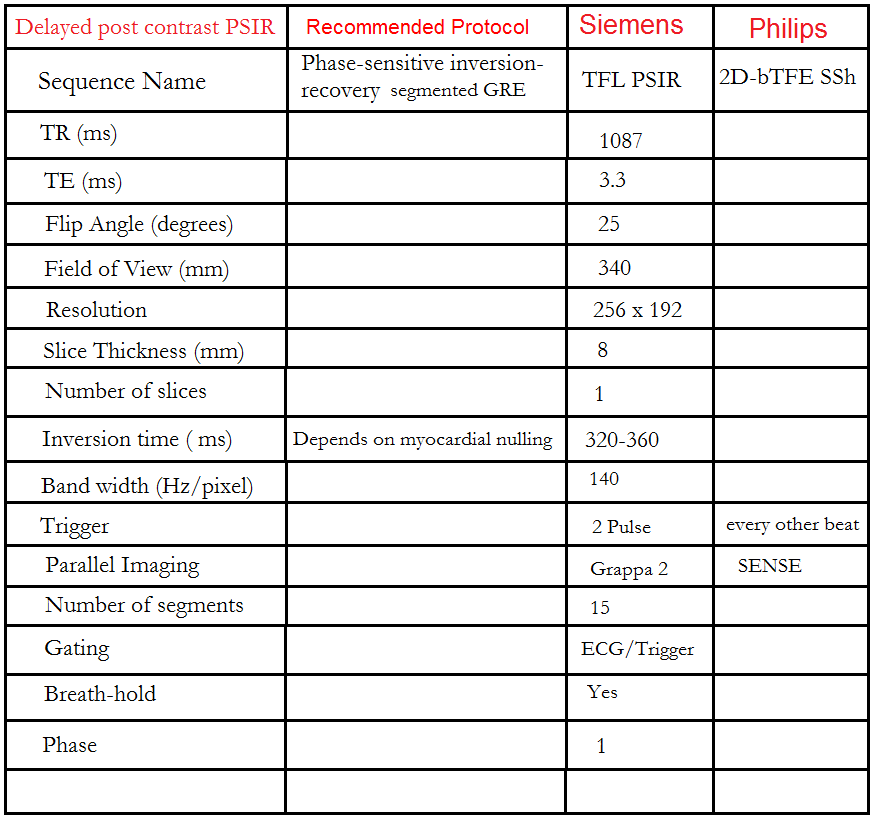 Delayed post contrast PSIR Recommended Protocol Siemens Philips
Sequence Name Phase-sensitive inversion-
recovery segmented GRE TFL PSIR 2D-bTFE SSh
TR (ms) 1087
TE (ms) 3.3
Flip Angle (degrees) 25
Field of View (mm) 340
Resolution 256 x 192
Slice Thickness (mm) 8
Number of slices 1
Inversion time ( ms) Depends on myocardial nulling 320-360
Band width (Hz/pixel) 140
Trigger 2 Pulse every other beat
Parallel Imaging Grappa 2 SENSE
Number of segments 15
Gating ECG/Trigger
Breath-hold Yes
Phase 1